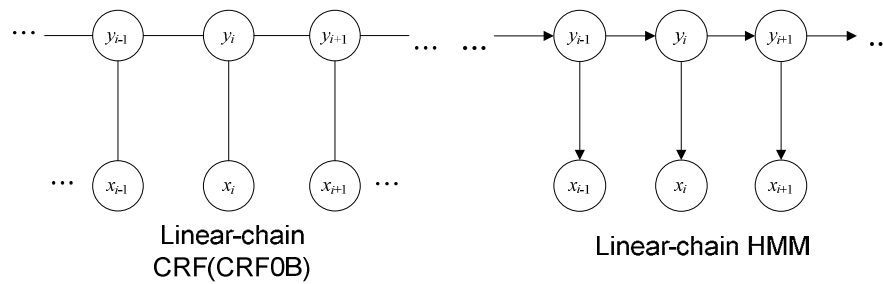 ... y_{i-1} y_i y_{i+1} ...
x_{i-1} x_i x_{i+1}
... ...
Linear-chain
CRF(CRF0B)
... y_{i-1} y_i y_{i+1} ..
x_{i-1} x_i x_{i+1}
Linear-chain HMM